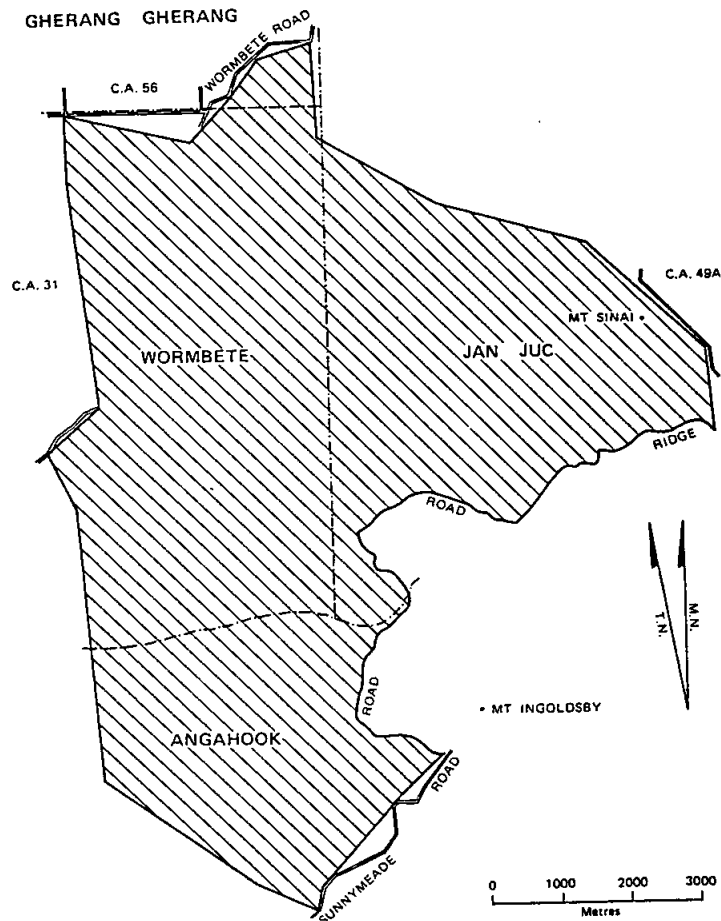 GHERANG GHERANG
WORMBETE ROAD
C.A. 56
C.A. 31
C.A. 49A
MT SINAI
WORMBETE
JAN JUC
RIDGE
ROAD
T.N.
M.N.
ROAD
MT INGOLDSBY
ANGAHOOK
ROAD
SUNNYMEADE
0 1000 2000 3000
Metres